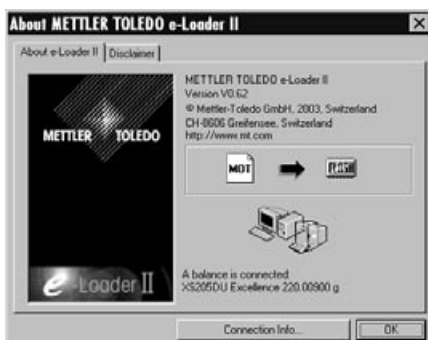 About METTLER TOLEDO e-Loader II
About e-Loader II
Disclaimer
METTLER TOLEDO e-Loader II
Version V0.62
© Mettler-Toledo GmbH, 2003, Switzerland
CH-8606 Greifensee, Switzerland
http://www.mt.com
METTLER TOLEDO
MOT
FLASH
e-Loader II
A balance is connected
XS205DU Excellence 220.00900 g
Connection Info...
OK